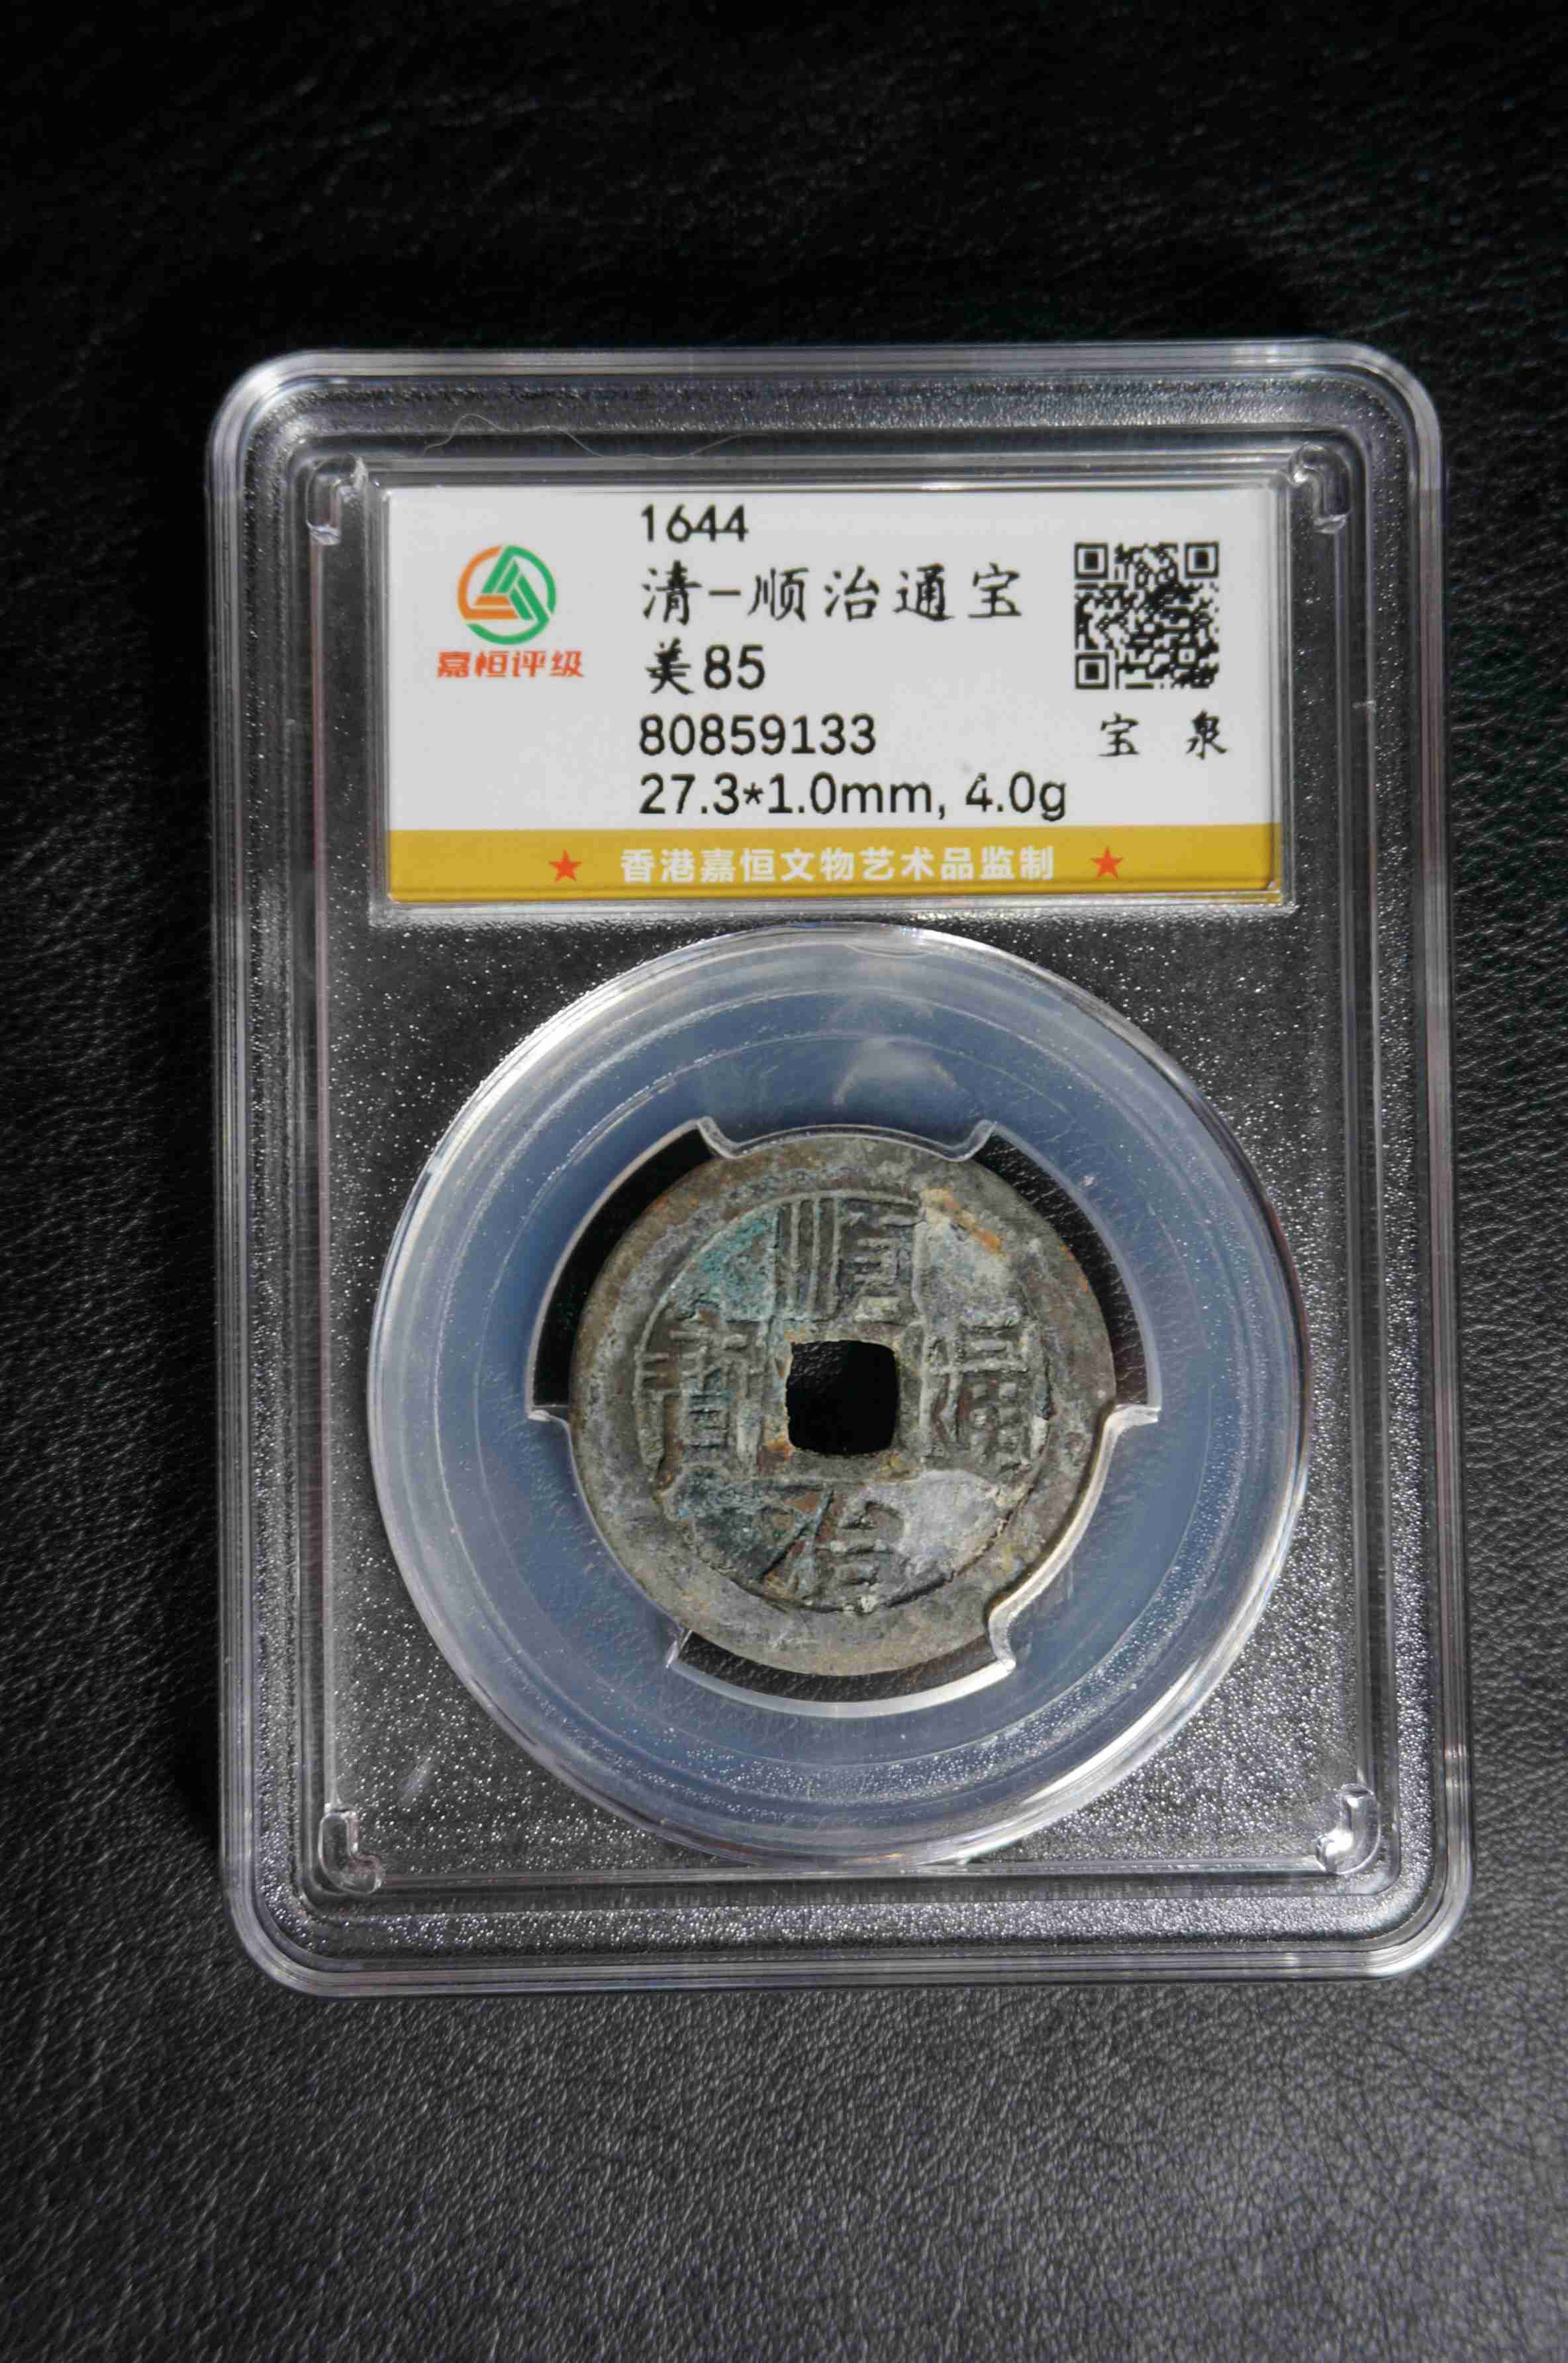 1644
清-顺治通宝
美85
80859133
27.3*1.0mm, 4.0g
嘉恒评级
宝 泉
★ 香港嘉恒文物艺术品监制 ★
順
寶 通
治